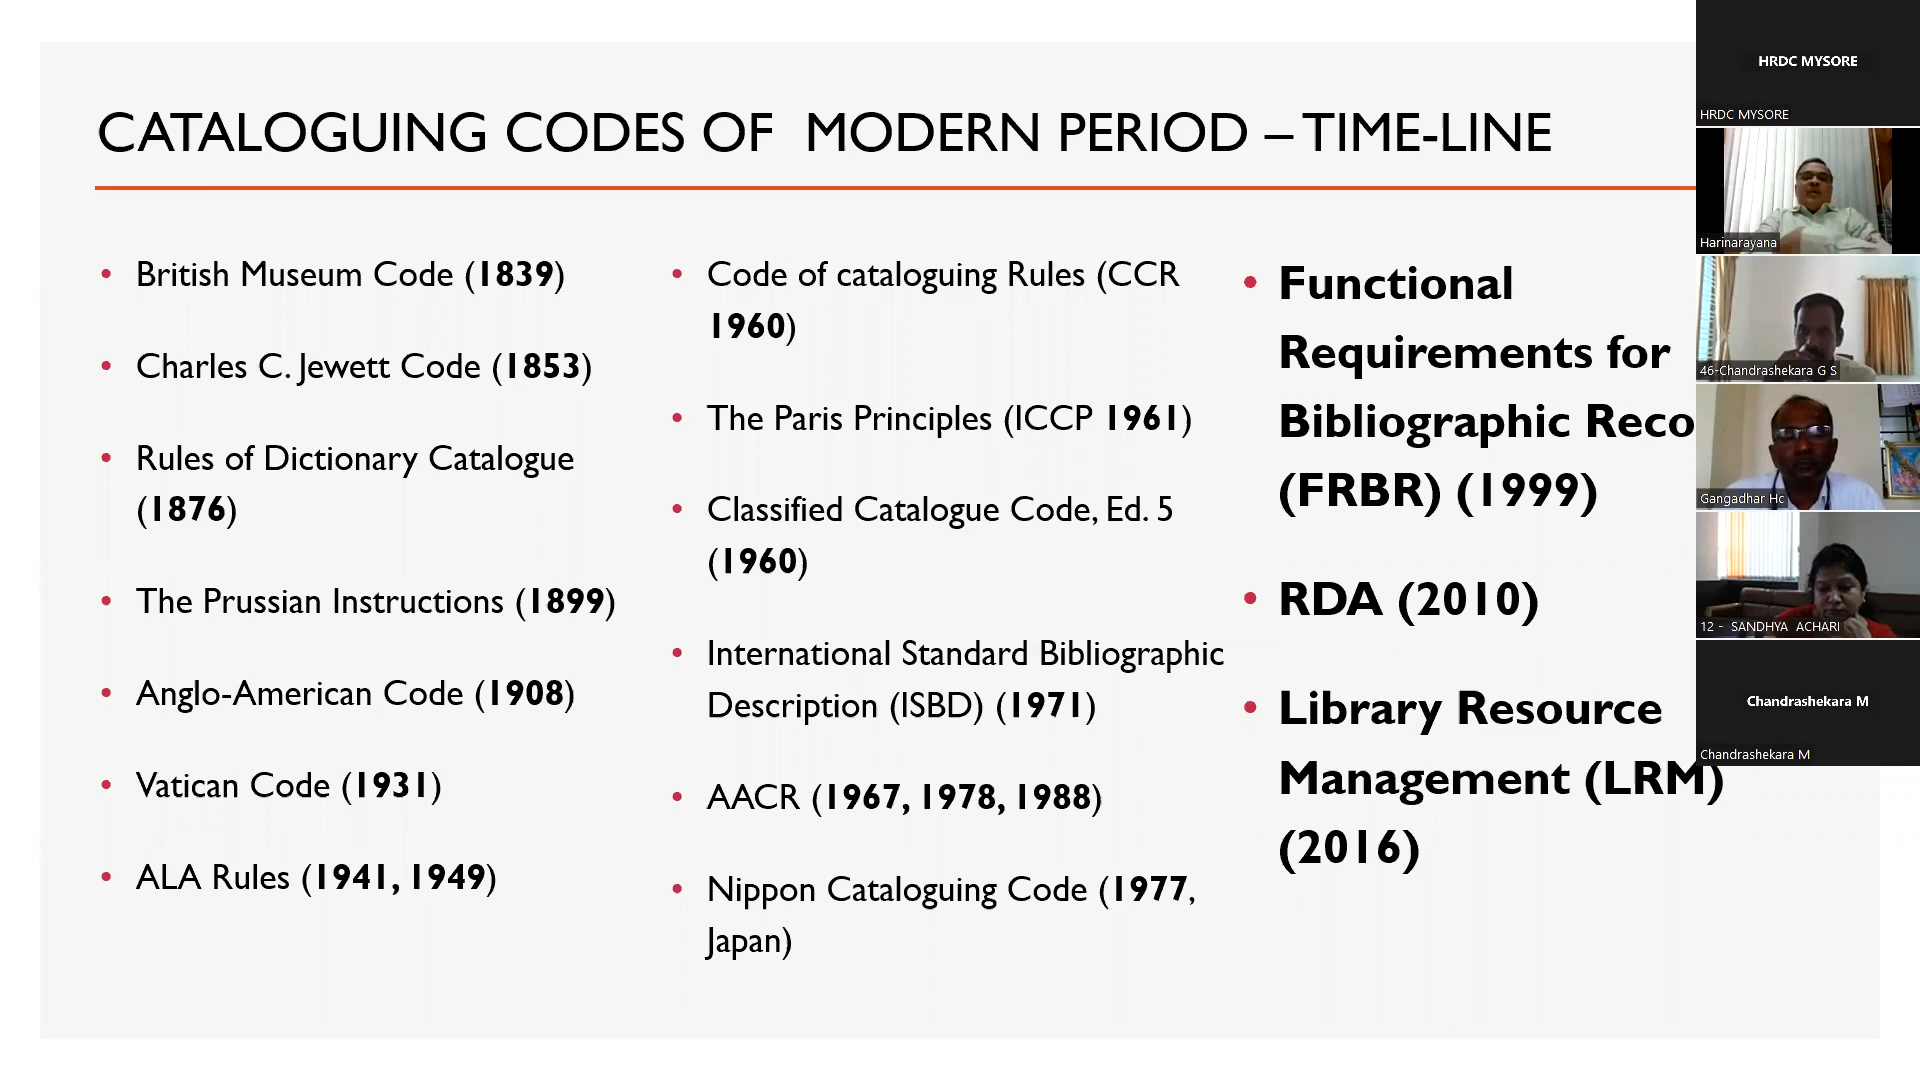 CATALOGUING CODES OF MODERN PERIOD – TIME-LINE
• British Museum Code (1839)
• Charles C. Jewett Code (1853)
• Rules of Dictionary Catalogue
(1876)
• The Prussian Instructions (1899)
• Anglo-American Code (1908)
• Vatican Code (1931)
• ALA Rules (1941, 1949)
• Code of cataloguing Rules (CCR
1960)
• The Paris Principles (ICCP 1961)
• Classified Catalogue Code, Ed. 5
(1960)
• International Standard Bibliographic
Description (ISBD) (1971)
• AACR (1967, 1978, 1988)
• Nippon Cataloguing Code (1977,
Japan)
• Functional
Requirements for
Bibliographic Reco
(FRBR) (1999)
• RDA (2010)
• Library Resource
Management (LRM)
(2016)
HRDC MYSORE
HRDC MYSORE
Harinarayana
46-Chandrashekara G S
Gangadhar Hc
12 - SANDHYA ACHARI
Chandrashekara M
Chandrashekara M